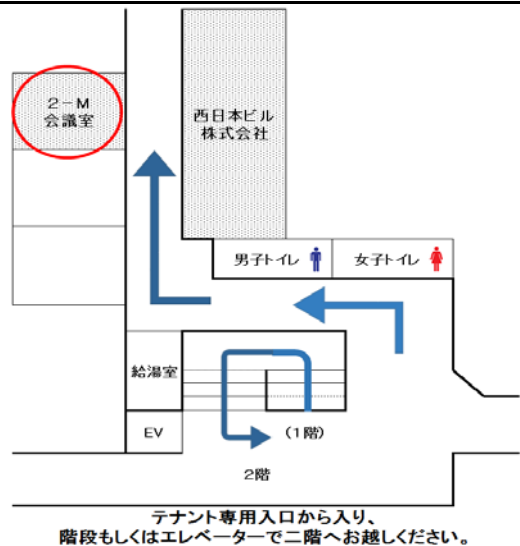 2-M
会議室
西日本ビル
株式会社
男子トイレ
女子トイレ
給湯室
EV
(1階)
2階
テナント専用入口から入り、
階段もしくはエレベーターで二階へお越しください。